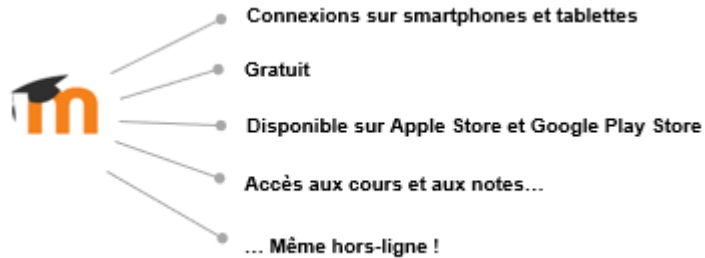 m
Connexions sur smartphones et tablettes
Gratuit
Disponible sur Apple Store et Google Play Store
Accès aux cours et aux notes...
... Même hors-ligne !